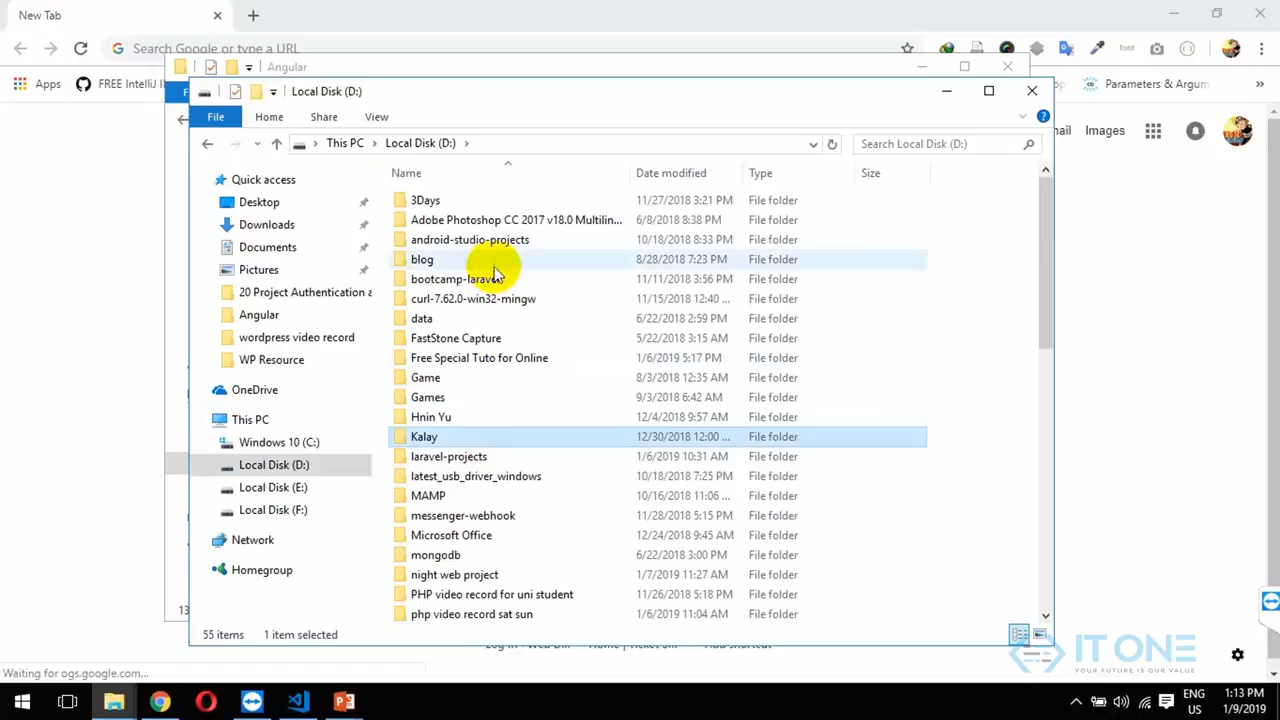 New Tab
Search Google or type a URL
font
Apps
FREE IntelliJ I
Parameters & Argum
»
Angular
Local Disk (D:)
File
Home
Share
View
This PC > Local Disk (D:) >
Search Local Disk (D:)
mail
Images
Name
Date modified
Type
Size
Quick access
Desktop
Downloads
Documents
Pictures
20 Project Authentication a
Angular
wordpress video record
WP Resource
OneDrive
This PC
Windows 10 (C:)
Local Disk (D:)
Local Disk (E:)
Local Disk (F:)
Network
Homegroup
3Days 11/27/2018 3:21 PM File folder
Adobe Photoshop CC 2017 v18.0 Multilin... 6/8/2018 8:38 PM File folder
android-studio-projects 10/18/2018 8:33 PM File folder
blog 8/28/2018 7:23 PM File folder
bootcamp-laravel 11/11/2018 3:56 PM File folder
curl-7.62.0-win32-mingw 11/15/2018 12:40 ... File folder
data 6/22/2018 2:59 PM File folder
FastStone Capture 5/22/2018 3:15 AM File folder
Free Special Tuto for Online 1/6/2019 5:17 PM File folder
Game 8/3/2018 12:35 AM File folder
Games 9/3/2018 6:42 AM File folder
Hnin Yu 12/4/2018 9:57 AM File folder
Kalay 12/30/2018 12:00 ... File folder
laravel-projects 1/6/2019 10:31 AM File folder
latest_usb_driver_windows 10/18/2018 7:25 PM File folder
MAMP 10/16/2018 11:06 ... File folder
messenger-webhook 11/28/2018 5:15 PM File folder
Microsoft Office 12/24/2018 9:45 AM File folder
mongodb 6/22/2018 3:00 PM File folder
night web project 1/7/2019 11:27 AM File folder
PHP video record for uni student 11/26/2018 5:18 PM File folder
php video record sat sun 1/6/2019 11:04 AM File folder
13
55 items
1 item selected
Add shortcut
IT ONE
YOUR FUTURE IS OUR VALUE
Waiting for ogs.google.com...
ENG
US
1:13 PM
1/9/2019